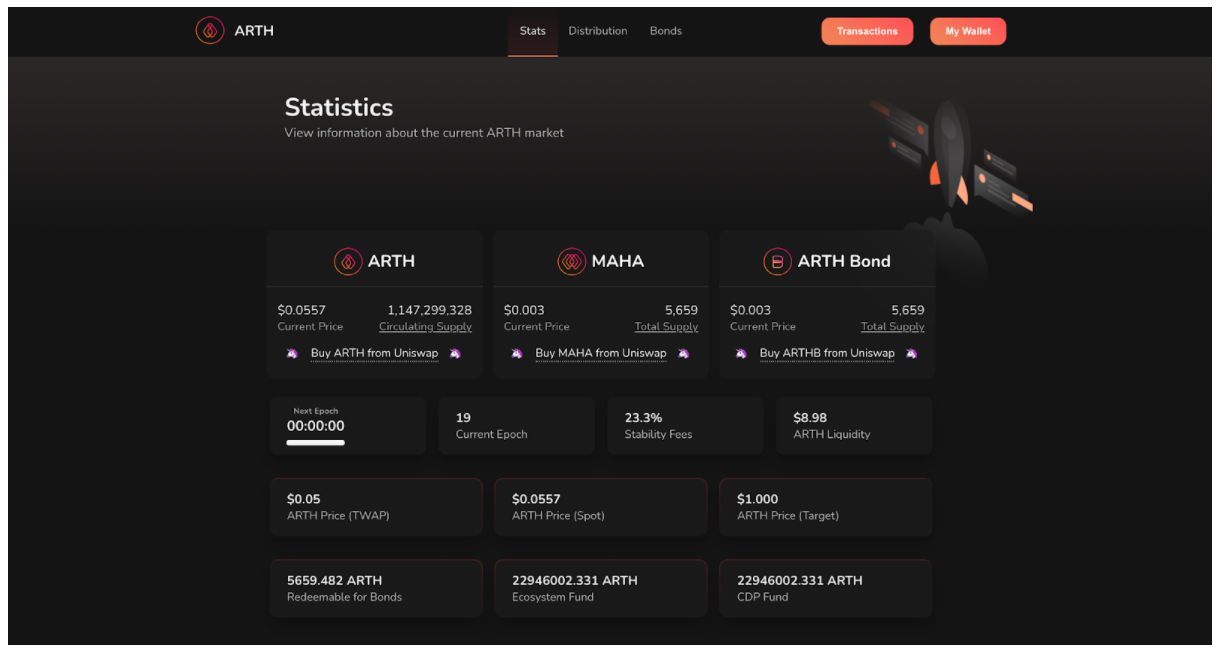 ARTH
Stats Distribution Bonds
Transactions My Wallet
Statistics
View information about the current ARTH market
ARTH
$0.0557 1,147,299,328
Current Price Circulating Supply
Buy ARTH from Uniswap
MAHA
$0.003 5,659
Current Price Total Supply
Buy MAHA from Uniswap
ARTH Bond
$0.003 5,659
Current Price Total Supply
Buy ARTHB from Uniswap
Next Epoch
00:00:00
19
Current Epoch
23.3%
Stability Fees
$8.98
ARTH Liquidity
$0.05
ARTH Price (TWAP)
$0.0557
ARTH Price (Spot)
$1.000
ARTH Price (Target)
5659.482 ARTH
Redeemable for Bonds
22946002.331 ARTH
Ecosystem Fund
22946002.331 ARTH
CDP Fund